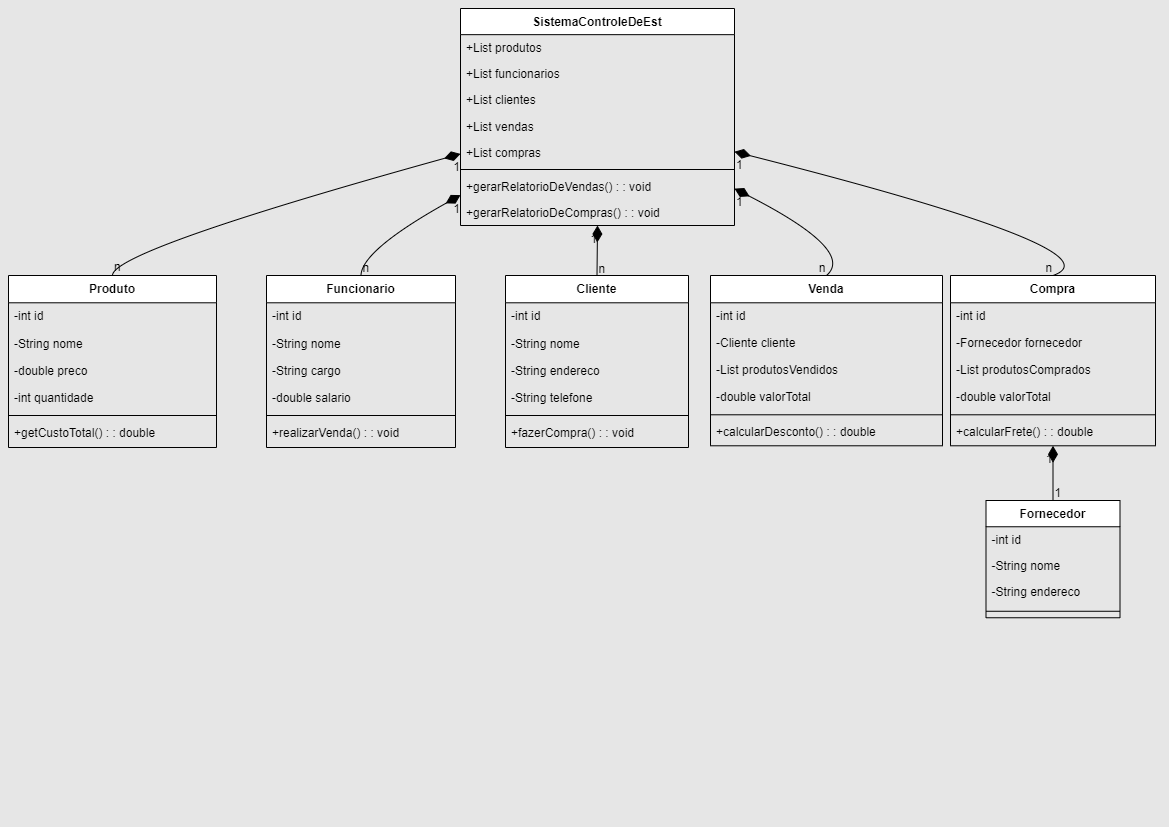 SistemaControleDeEst
+List produtos
+List funcionarios
+List clientes
+List vendas
+List compras
+gerarRelatorioDeVendas() : : void
+gerarRelatorioDeCompras() : : void
1
1
1
1
1
n
n
n
n
n
Produto
-int id
-String nome
-double preco
-int quantidade
+getCustoTotal() : : double
Funcionario
-int id
-String nome
-String cargo
-double salario
+realizarVenda() : : void
Cliente
-int id
-String nome
-String endereco
-String telefone
+fazerCompra() : : void
Venda
-int id
-Cliente cliente
-List produtosVendidos
-double valorTotal
+calcularDesconto() : : double
Compra
-int id
-Fornecedor fornecedor
-List produtosComprados
-double valorTotal
+calcularFrete() : : double
1
1
Fornecedor
-int id
-String nome
-String endereco